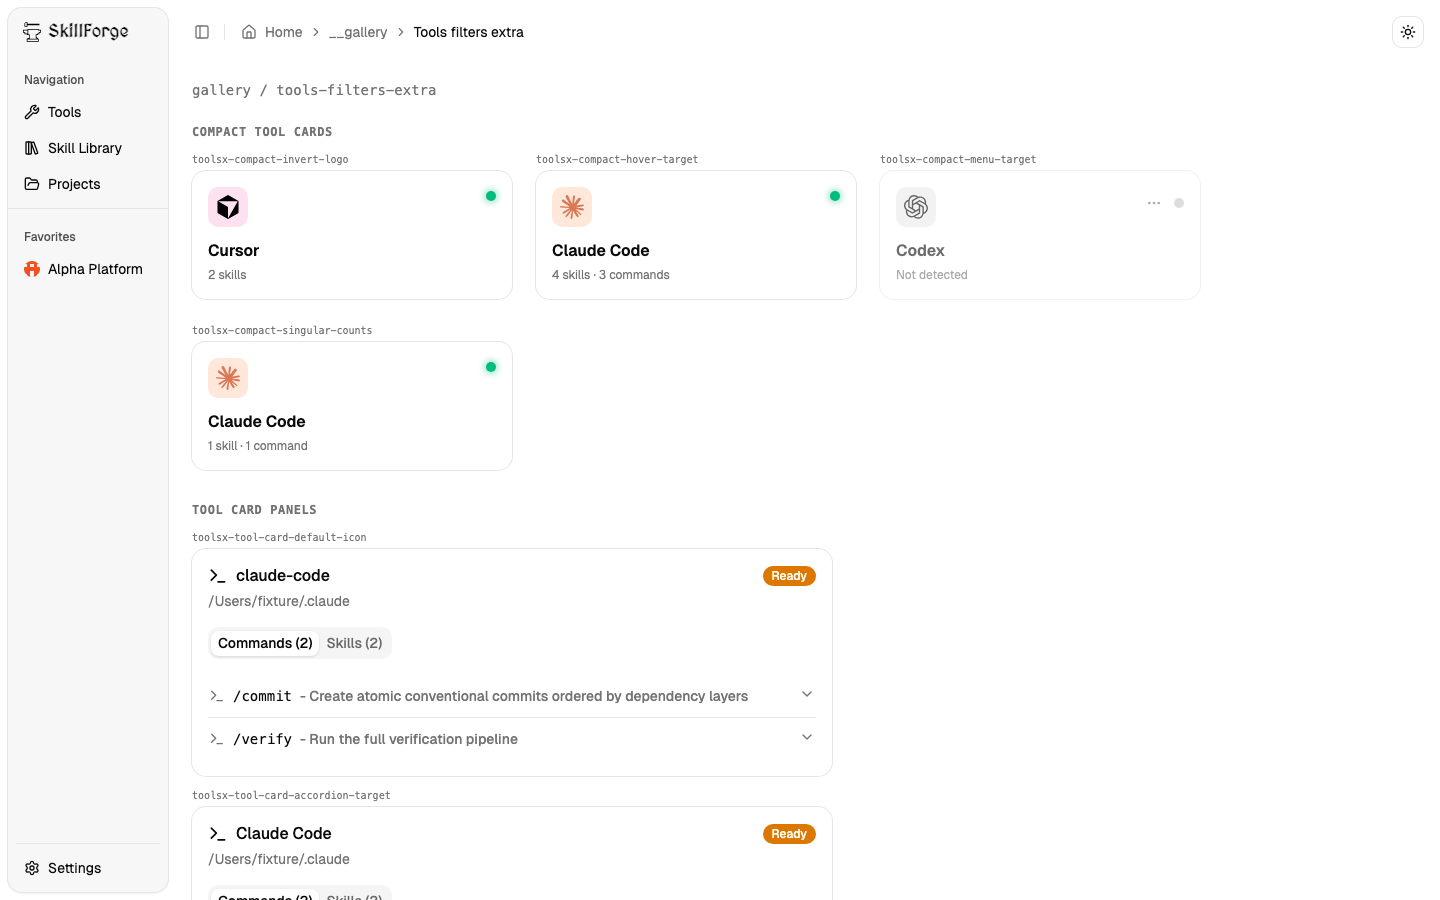 SkillForge
Navigation
Tools
Skill Library
Projects
Favorites
Alpha Platform
Settings
Home > __gallery > Tools filters extra
gallery / tools-filters-extra
COMPACT TOOL CARDS
toolsx-compact-invert-logo
Cursor
2 skills
toolsx-compact-hover-target
Claude Code
4 skills · 3 commands
toolsx-compact-menu-target
Codex
Not detected
toolsx-compact-singular-counts
Claude Code
1 skill · 1 command
TOOL CARD PANELS
toolsx-tool-card-default-icon
claude-code
Ready
/Users/fixture/.claude
Commands (2) Skills (2)
/commit - Create atomic conventional commits ordered by dependency layers
/verify - Run the full verification pipeline
toolsx-tool-card-accordion-target
Claude Code
Ready
/Users/fixture/.claude
Commands (2) Skills (2)